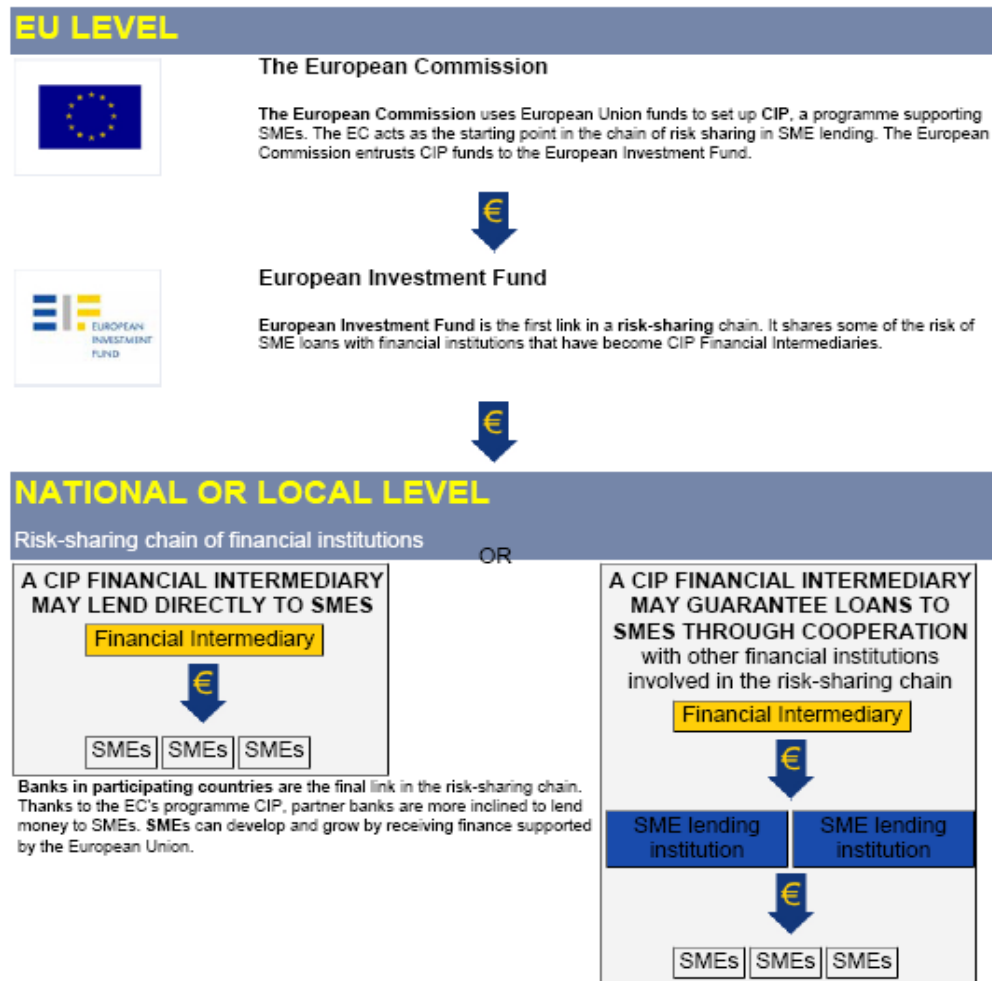 EU LEVEL
The European Commission
The European Commission uses European Union funds to set up CIP, a programme supporting
SMEs. The EC acts as the starting point in the chain of risk sharing in SME lending. The European
Commission entrusts CIP funds to the European Investment Fund.
€
European Investment Fund
EUROPEAN
INVESTMENT
FUND
European Investment Fund is the first link in a risk-sharing chain. It shares some of the risk of
SME loans with financial institutions that have become CIP Financial Intermediaries.
€
NATIONAL OR LOCAL LEVEL
Risk-sharing chain of financial institutions
OR
A CIP FINANCIAL INTERMEDIARY
MAY LEND DIRECTLY TO SMES
Financial Intermediary
€
SMEs SMEs SMEs
Banks in participating countries are the final link in the risk-sharing chain.
Thanks to the EC's programme CIP, partner banks are more inclined to lend
money to SMEs. SMEs can develop and grow by receiving finance supported
by the European Union.
A CIP FINANCIAL INTERMEDIARY
MAY GUARANTEE LOANS TO
SMES THROUGH COOPERATION
with other financial institutions
involved in the risk-sharing chain
Financial Intermediary
€
SME lending institution
SME lending institution
€
SMEs SMEs SMEs